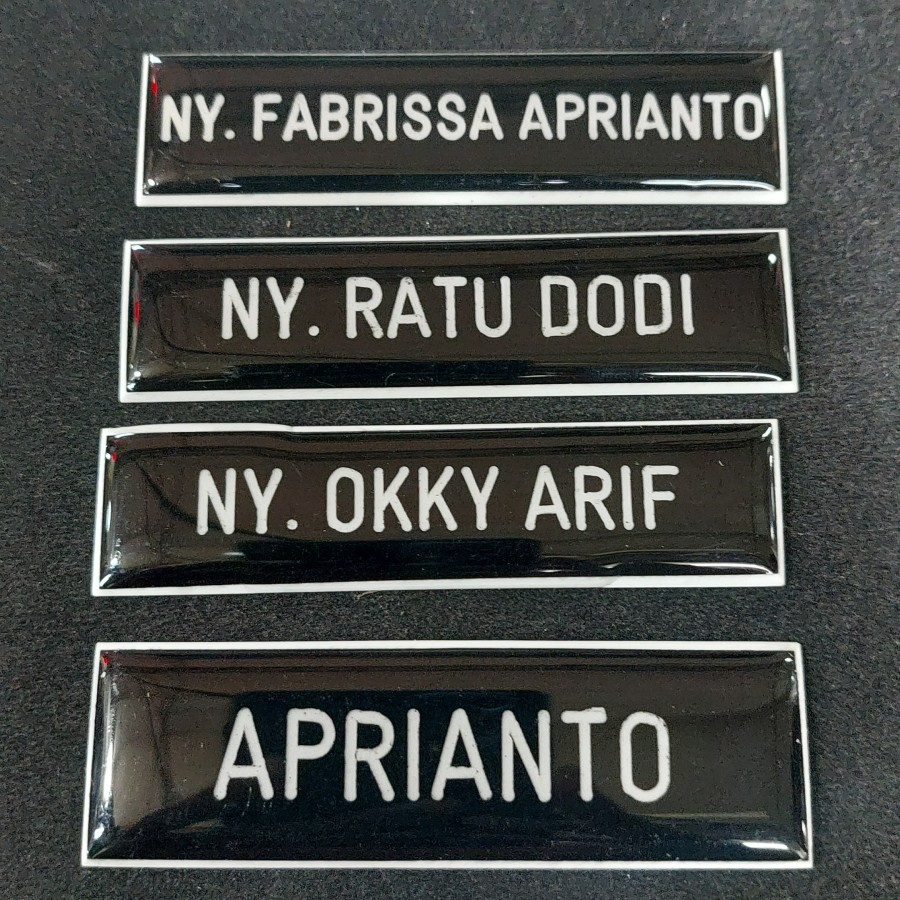 NY. FABRISSA APRIANTO
NY. RATU DODI
NY. OKKY ARIF
APRIANTO